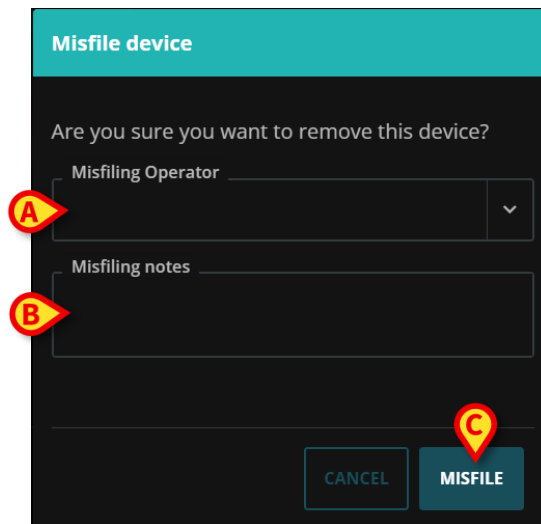 Misfile device
Are you sure you want to remove this device?
Misfiling Operator
A
Misfiling notes
B
C
CANCEL MISFILE